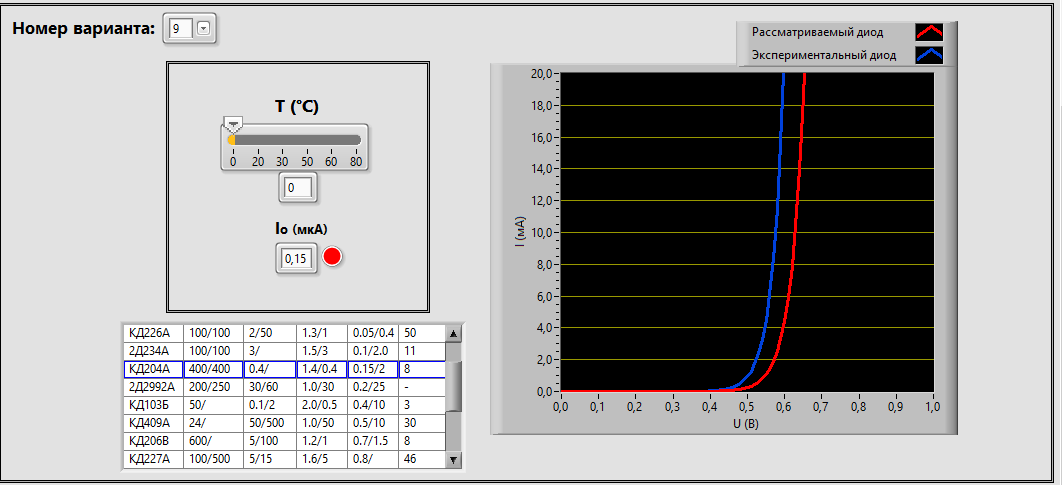 Номер варианта: 9
Рассматриваемый диод
Экспериментальный диод
T (°C)
0 20 30 50 60 80
0
Io (мкА)
0,15
КД226А 100/100 2/50 1.3/1 0.05/0.4 50
2Д234А 100/100 3/ 1.5/3 0.1/2.0 11
КД204А 400/400 0.4/ 1.4/0.4 0.15/2 8
2Д2992А 200/250 30/60 1.0/30 0.2/25 -
КД103Б 50/ 0.1/2 2.0/0.5 0.4/10 3
КД409А 24/ 50/500 1.0/50 0.5/10 30
КД206В 600/ 5/100 1.2/1 0.7/1.5 8
КД227А 100/500 5/15 1.6/5 0.8/ 46
I (мА)
20,0
18,0
16,0
14,0
12,0
10,0
8,0
6,0
4,0
2,0
0,0
0,0 0,1 0,2 0,3 0,4 0,5 0,6 0,7 0,8 0,9 1,0
U (В)